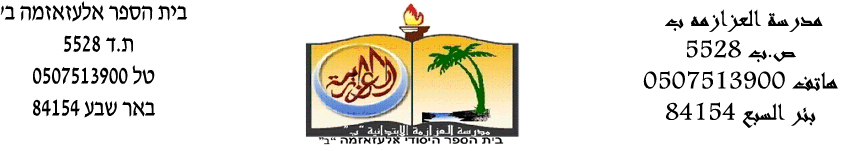 בית הספר אלעזאזמה ב'
ת.ד 5528
טל 0507513900
באר שבע 84154
العزازمة
مدرسة العزازمة الابتدائية "ب"
בית הספר היסודי אלעזאזמה "ב"
مدرسة العزازمه ب
ص.ب 5528
هاتف 0507513900
بئر السبع 84154